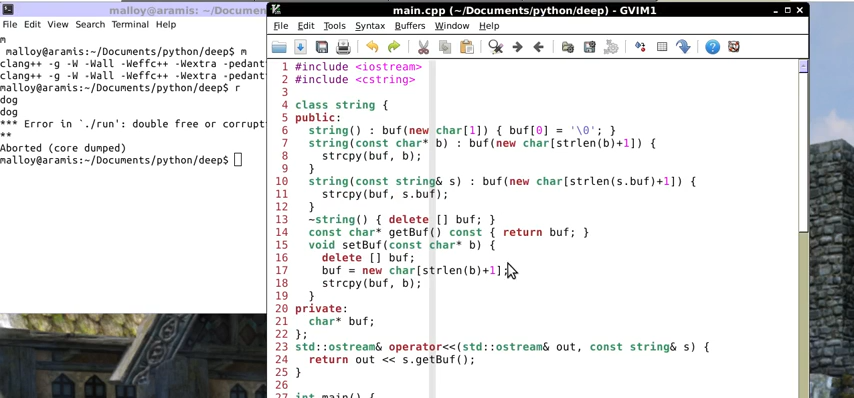 malloy@aramis: ~/Documen
File Edit View Search Terminal Help
m
malloy@aramis:~/Documents/python/deep$ m
clang++ -g -W -Wall -Weffc++ -Wextra -pedant
clang++ -g -W -Wall -Weffc++ -Wextra -pedant
malloy@aramis:~/Documents/python/deep$ r
dog
dog
*** Error in `./run': double free or corrupt
**
Aborted (core dumped)
malloy@aramis:~/Documents/python/deep$
main.cpp (~/Documents/python/deep) - GVIM1
File Edit Tools Syntax Buffers Window Help
1 #include <iostream>
2 #include <cstring>
3
4 class string {
5 public:
6 string() : buf(new char[1]) { buf[0] = '\0'; }
7 string(const char* b) : buf(new char[strlen(b)+1]) {
8 strcpy(buf, b);
9 }
10 string(const string& s) : buf(new char[strlen(s.buf)+1]) {
11 strcpy(buf, s.buf);
12 }
13 ~string() { delete [] buf; }
14 const char* getBuf() const { return buf; }
15 void setBuf(const char* b) {
16 delete [] buf;
17 buf = new char[strlen(b)+1];
18 strcpy(buf, b);
19 }
20 private:
21 char* buf;
22 };
23 std::ostream& operator<<(std::ostream& out, const string& s) {
24 return out << s.getBuf();
25 }
26
27 int main() {